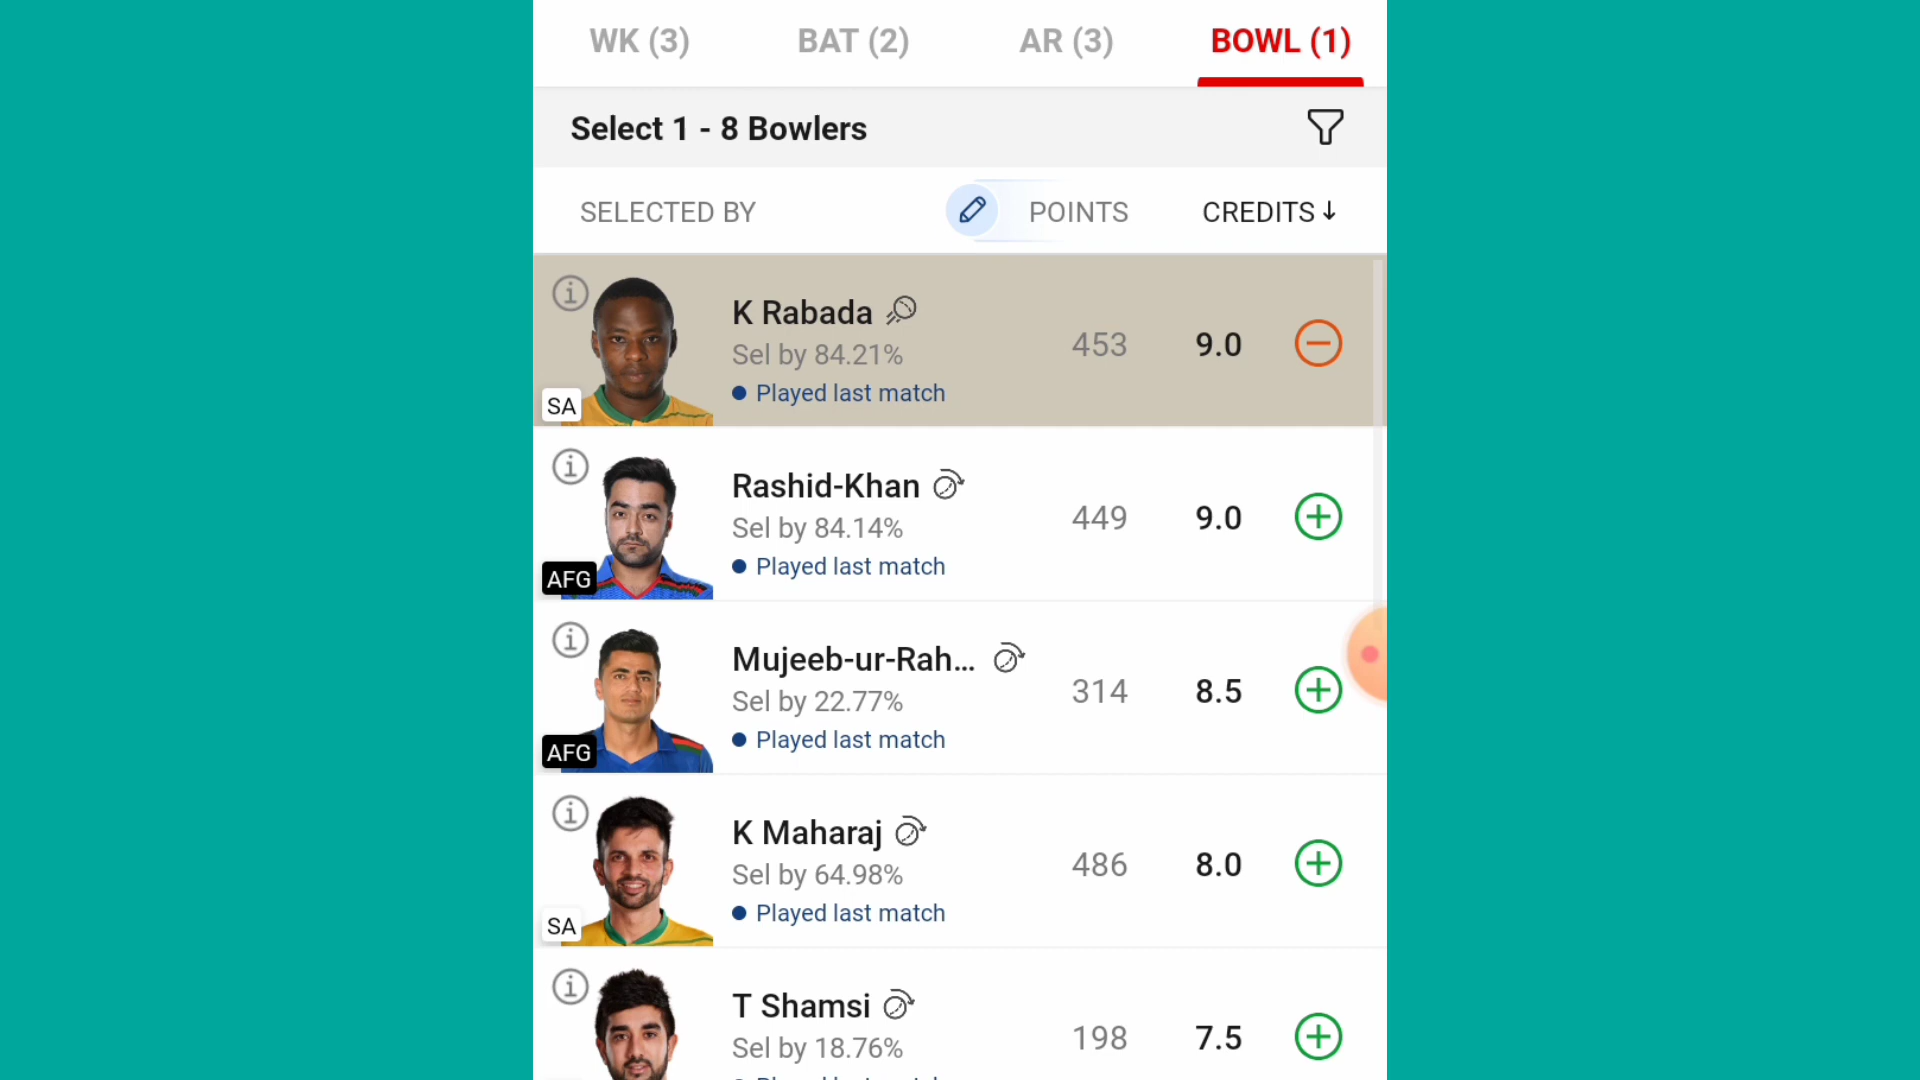 WK (3) BAT (2) AR (3) BOWL (1)
Select 1 - 8 Bowlers
SELECTED BY POINTS CREDITS↓
K Rabada
Sel by 84.21%
Played last match
SA
453 9.0
Rashid-Khan
Sel by 84.14%
Played last match
AFG
449 9.0
Mujeeb-ur-Rah...
Sel by 22.77%
Played last match
AFG
314 8.5
K Maharaj
Sel by 64.98%
Played last match
SA
486 8.0
T Shamsi
Sel by 18.76%
198 7.5